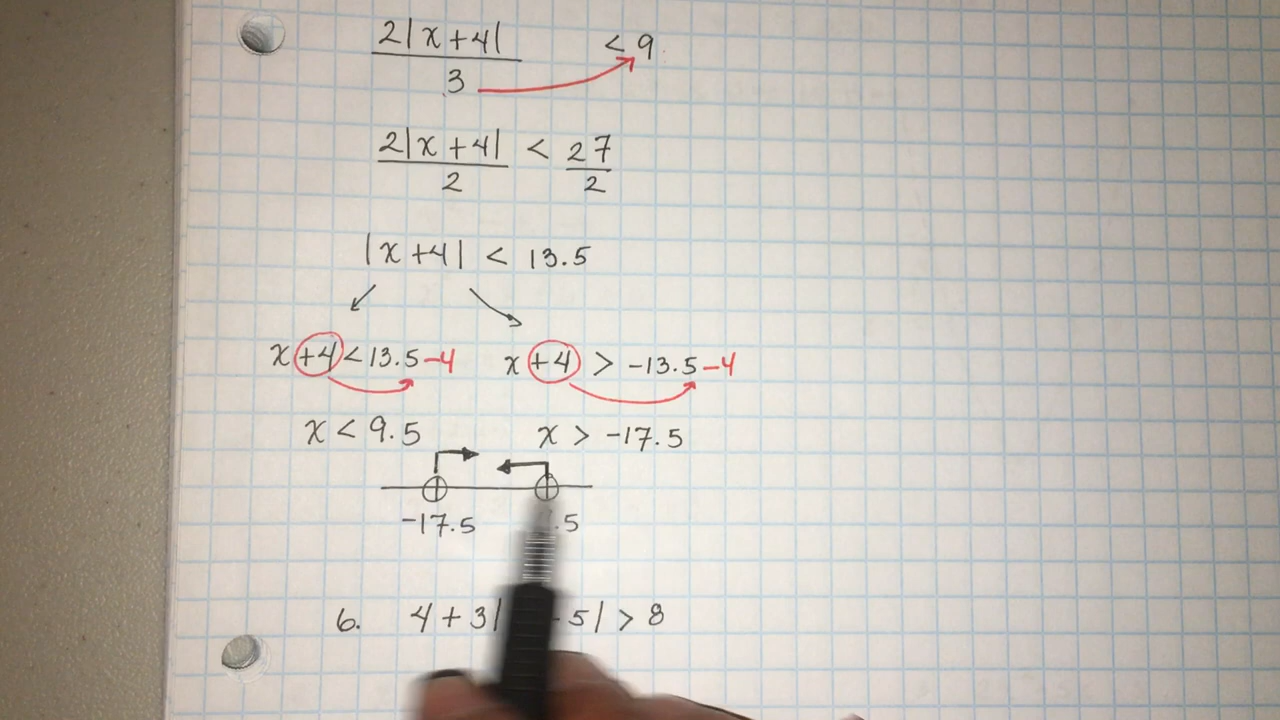 2|x+4| < 9
3
2|x+4| < 27
2 2
|x+4| < 13.5
x+4<13.5-4 x+4 > -13.5-4
x < 9.5 x > -17.5
-17.5 .5
6. 4+3| 5| > 8